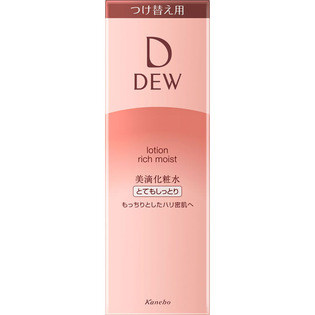 つけ替え用
D
DEW
lotion
rich moist
美滴化粧水
とてもしっとり
もっちりとしたハリ密肌へ
Kanebo